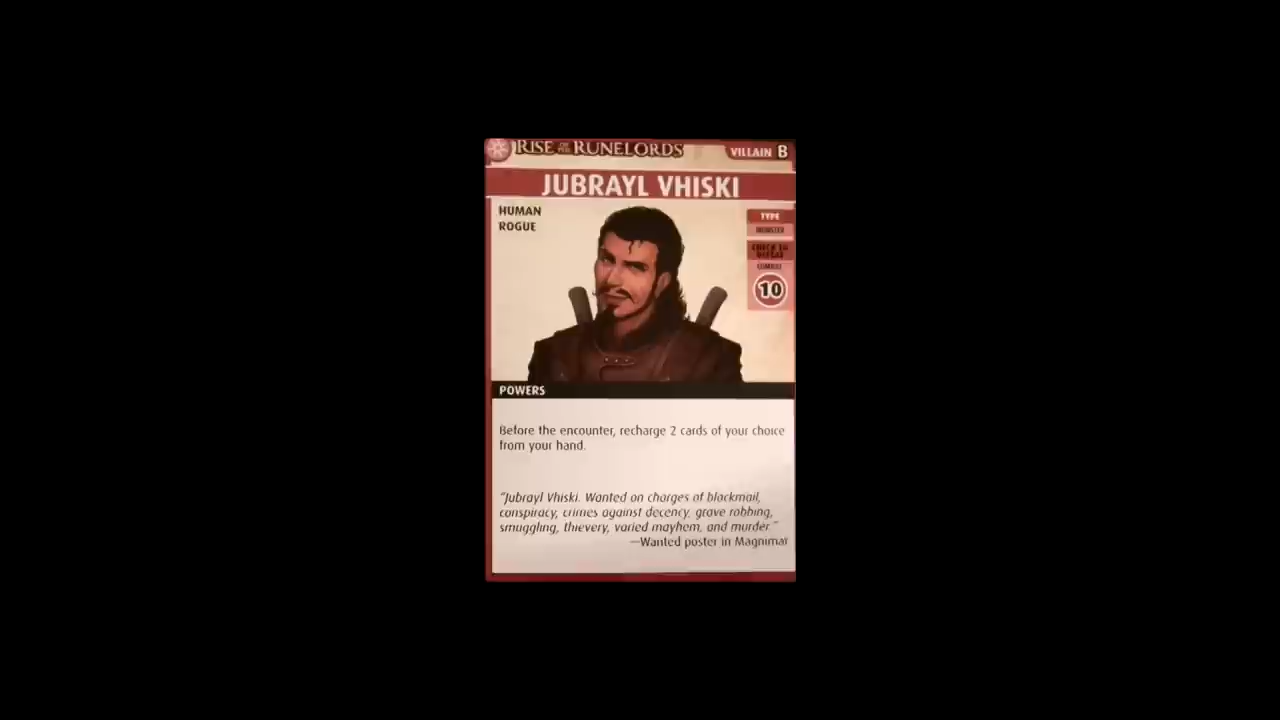 RISE OF THE RUNELORDS
VILLAIN B
JUBRAYL VHISKI
HUMAN
ROGUE
TYPE
MONSTER
CHECK TO
DEFEAT
COMBAT
10
POWERS
Before the encounter, recharge 2 cards of your choice
from your hand.
"Jubrayl Vhiski. Wanted on charges of blackmail,
conspiracy, crimes against decency, grave robbing,
smuggling, thievery, varied mayhem, and murder."
—Wanted poster in Magnimar